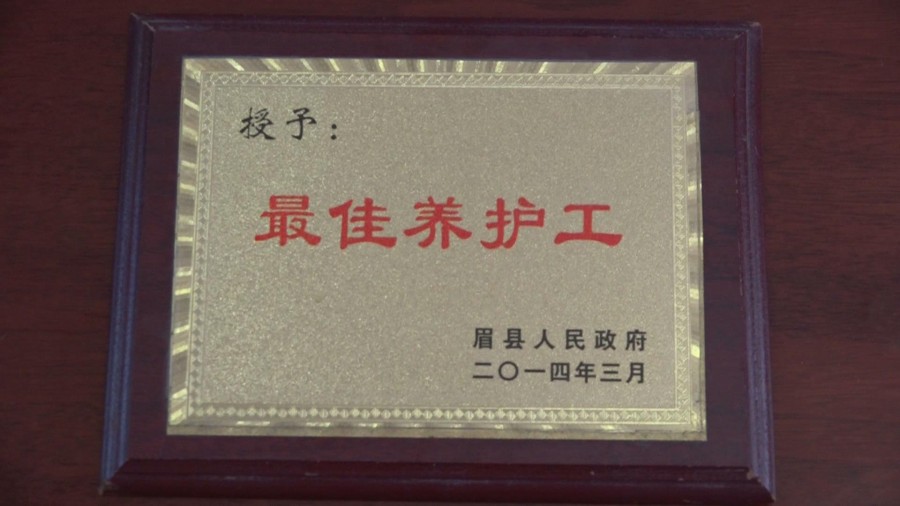 授予：
最佳养护工
眉县人民政府
二〇一四年三月